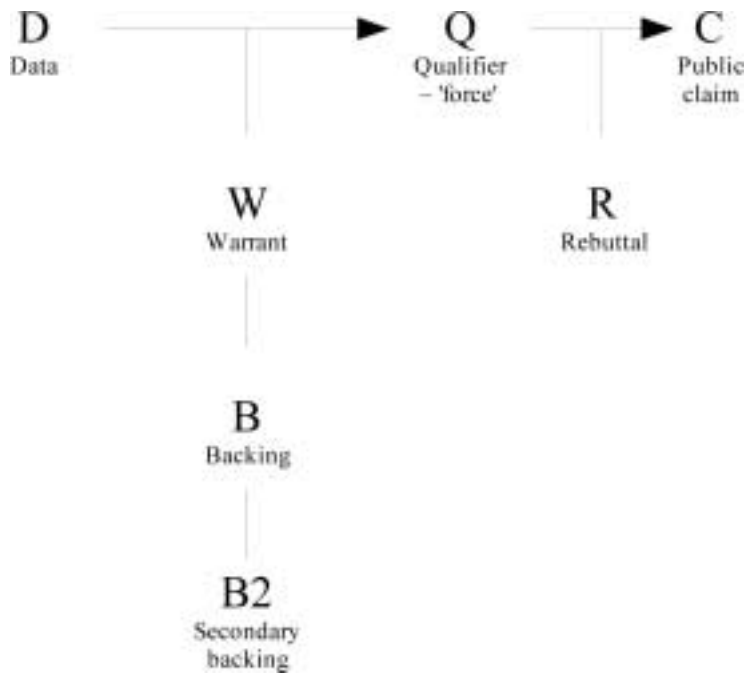 D
Data
Q
Qualifier
– 'force'
C
Public
claim
W
Warrant
R
Rebuttal
B
Backing
B2
Secondary
backing